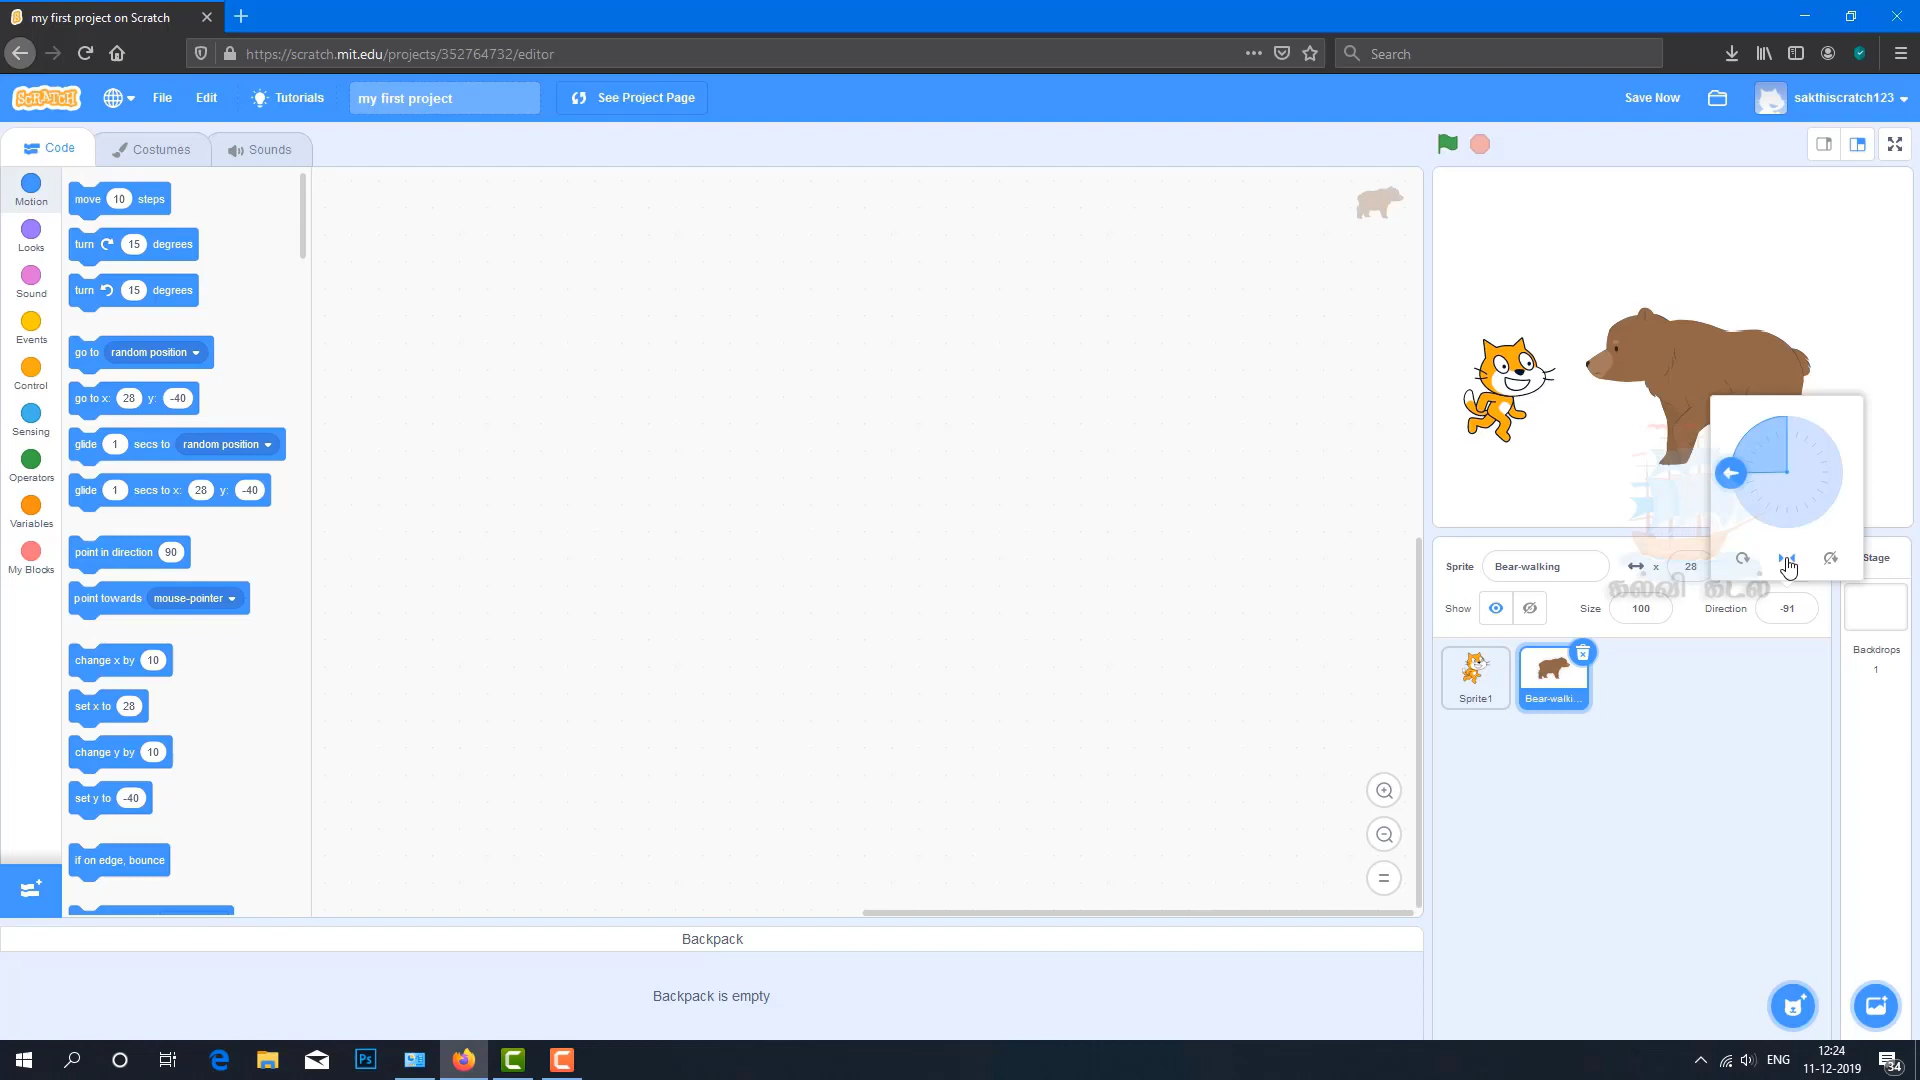 my first project on Scratch
https://scratch.mit.edu/projects/352764732/editor
Search
SCRATCH
File
Edit
Tutorials
my first project
See Project Page
Save Now
sakthiscratch123
Code
Costumes
Sounds
Motion
Looks
Sound
Events
Control
Sensing
Operators
Variables
My Blocks
move 10 steps
turn 15 degrees
turn 15 degrees
go to random position
go to x: 28 y: -40
glide 1 secs to random position
glide 1 secs to x: 28 y: -40
point in direction 90
point towards mouse-pointer
change x by 10
set x to 28
change y by 10
set y to -40
if on edge, bounce
Sprite Bear-walking x 28
கல்வி கடல்
Show Size 100 Direction -91
Sprite1
Bear-walki...
Stage
Backdrops
1
Backpack
Backpack is empty
Ps
ENG
12:24
11-12-2019
34